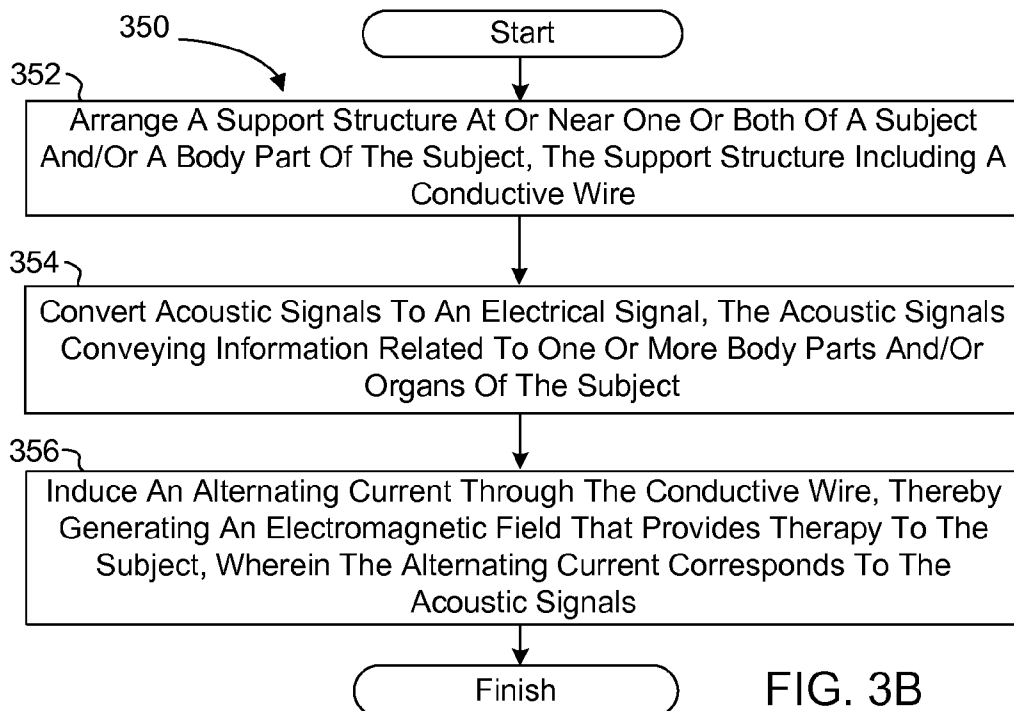 350
Start
352
Arrange A Support Structure At Or Near One Or Both Of A Subject
And/Or A Body Part Of The Subject, The Support Structure Including A
Conductive Wire
354
Convert Acoustic Signals To An Electrical Signal, The Acoustic Signals
Conveying Information Related To One Or More Body Parts And/Or
Organs Of The Subject
356
Induce An Alternating Current Through The Conductive Wire, Thereby
Generating An Electromagnetic Field That Provides Therapy To The
Subject, Wherein The Alternating Current Corresponds To The
Acoustic Signals
Finish
FIG. 3B